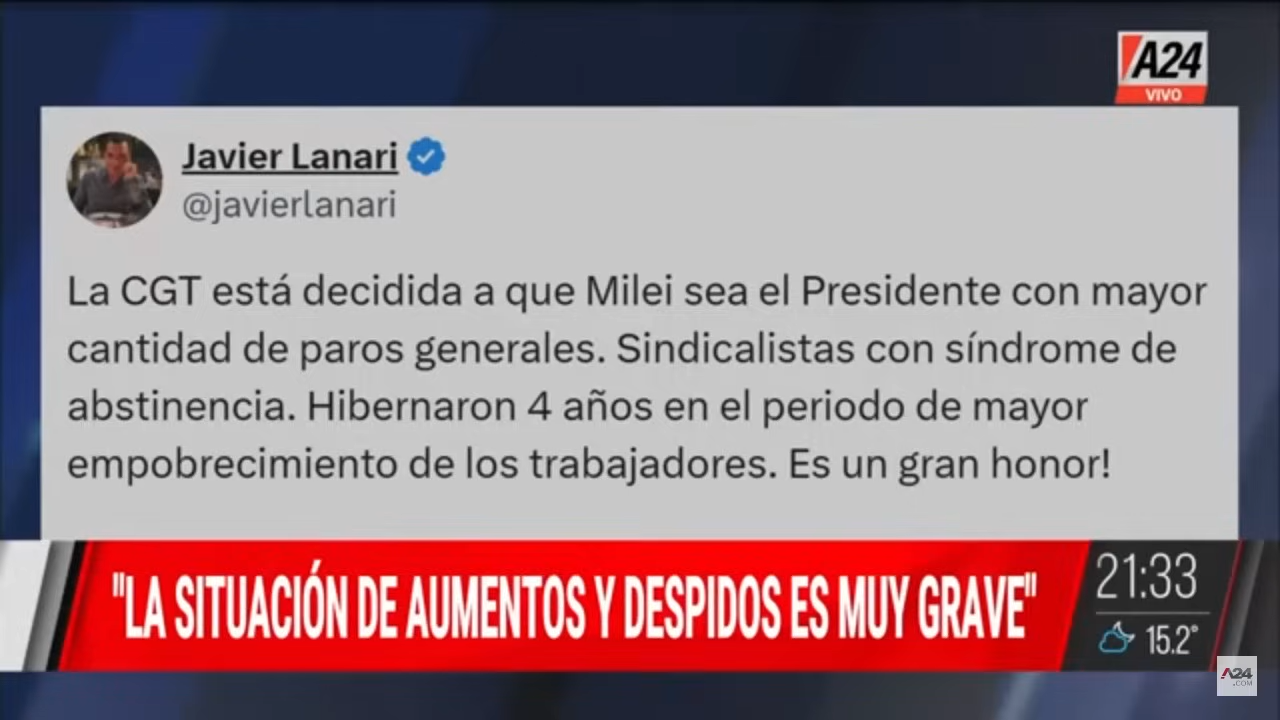 A24
VIVO
Javier Lanari
@javierlanari
La CGT está decidida a que Milei sea el Presidente con mayor
cantidad de paros generales. Sindicalistas con síndrome de
abstinencia. Hibernaron 4 años en el periodo de mayor
empobrecimiento de los trabajadores. Es un gran honor!
"LA SITUACIÓN DE AUMENTOS Y DESPIDOS ES MUY GRAVE"
21:33
15.2°
A24
.COM